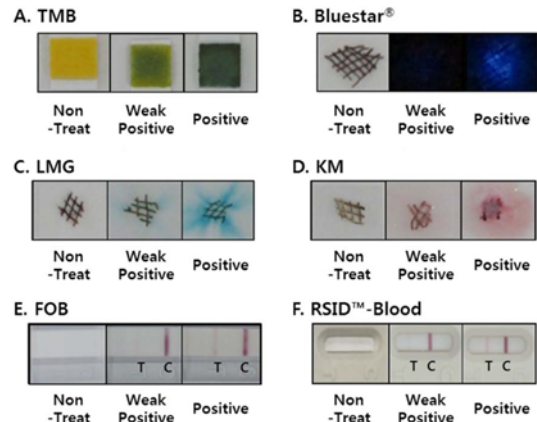 A. TMB
Non
-Treat
Weak
Positive
Positive
B. Bluestar®
Non
-Treat
Weak
Positive
Positive
C. LMG
Non
-Treat
Weak
Positive
Positive
D. KM
Non
-Treat
Weak
Positive
Positive
E. FOB
T C
T C
Non
-Treat
Weak
Positive
Positive
F. RSID™-Blood
T C
T C
Non
-Treat
Weak
Positive
Positive